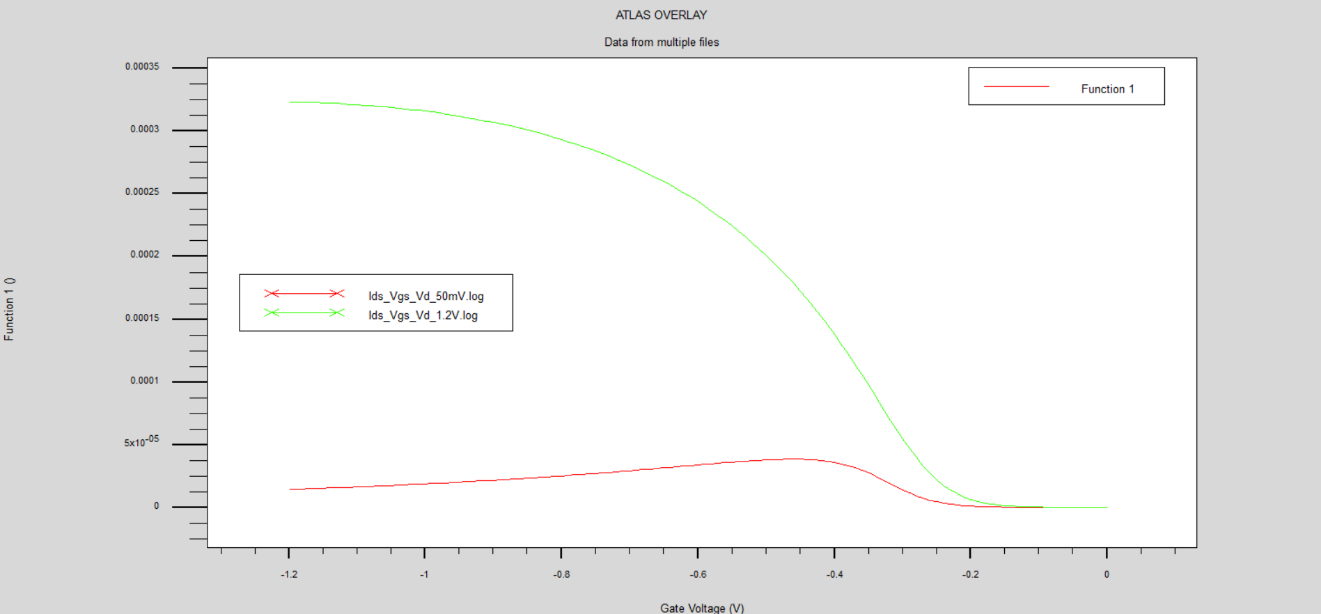 ATLAS OVERLAY
Data from multiple files
Function 1
Ids_Vgs_Vd_50mV.log
Ids_Vgs_Vd_1.2V.log
Function 1 ()
0.00035
0.0003
0.00025
0.0002
0.00015
0.0001
5x10⁻⁰⁵
0
-1.2 -1 -0.8 -0.6 -0.4 -0.2 0
Gate Voltage (V)